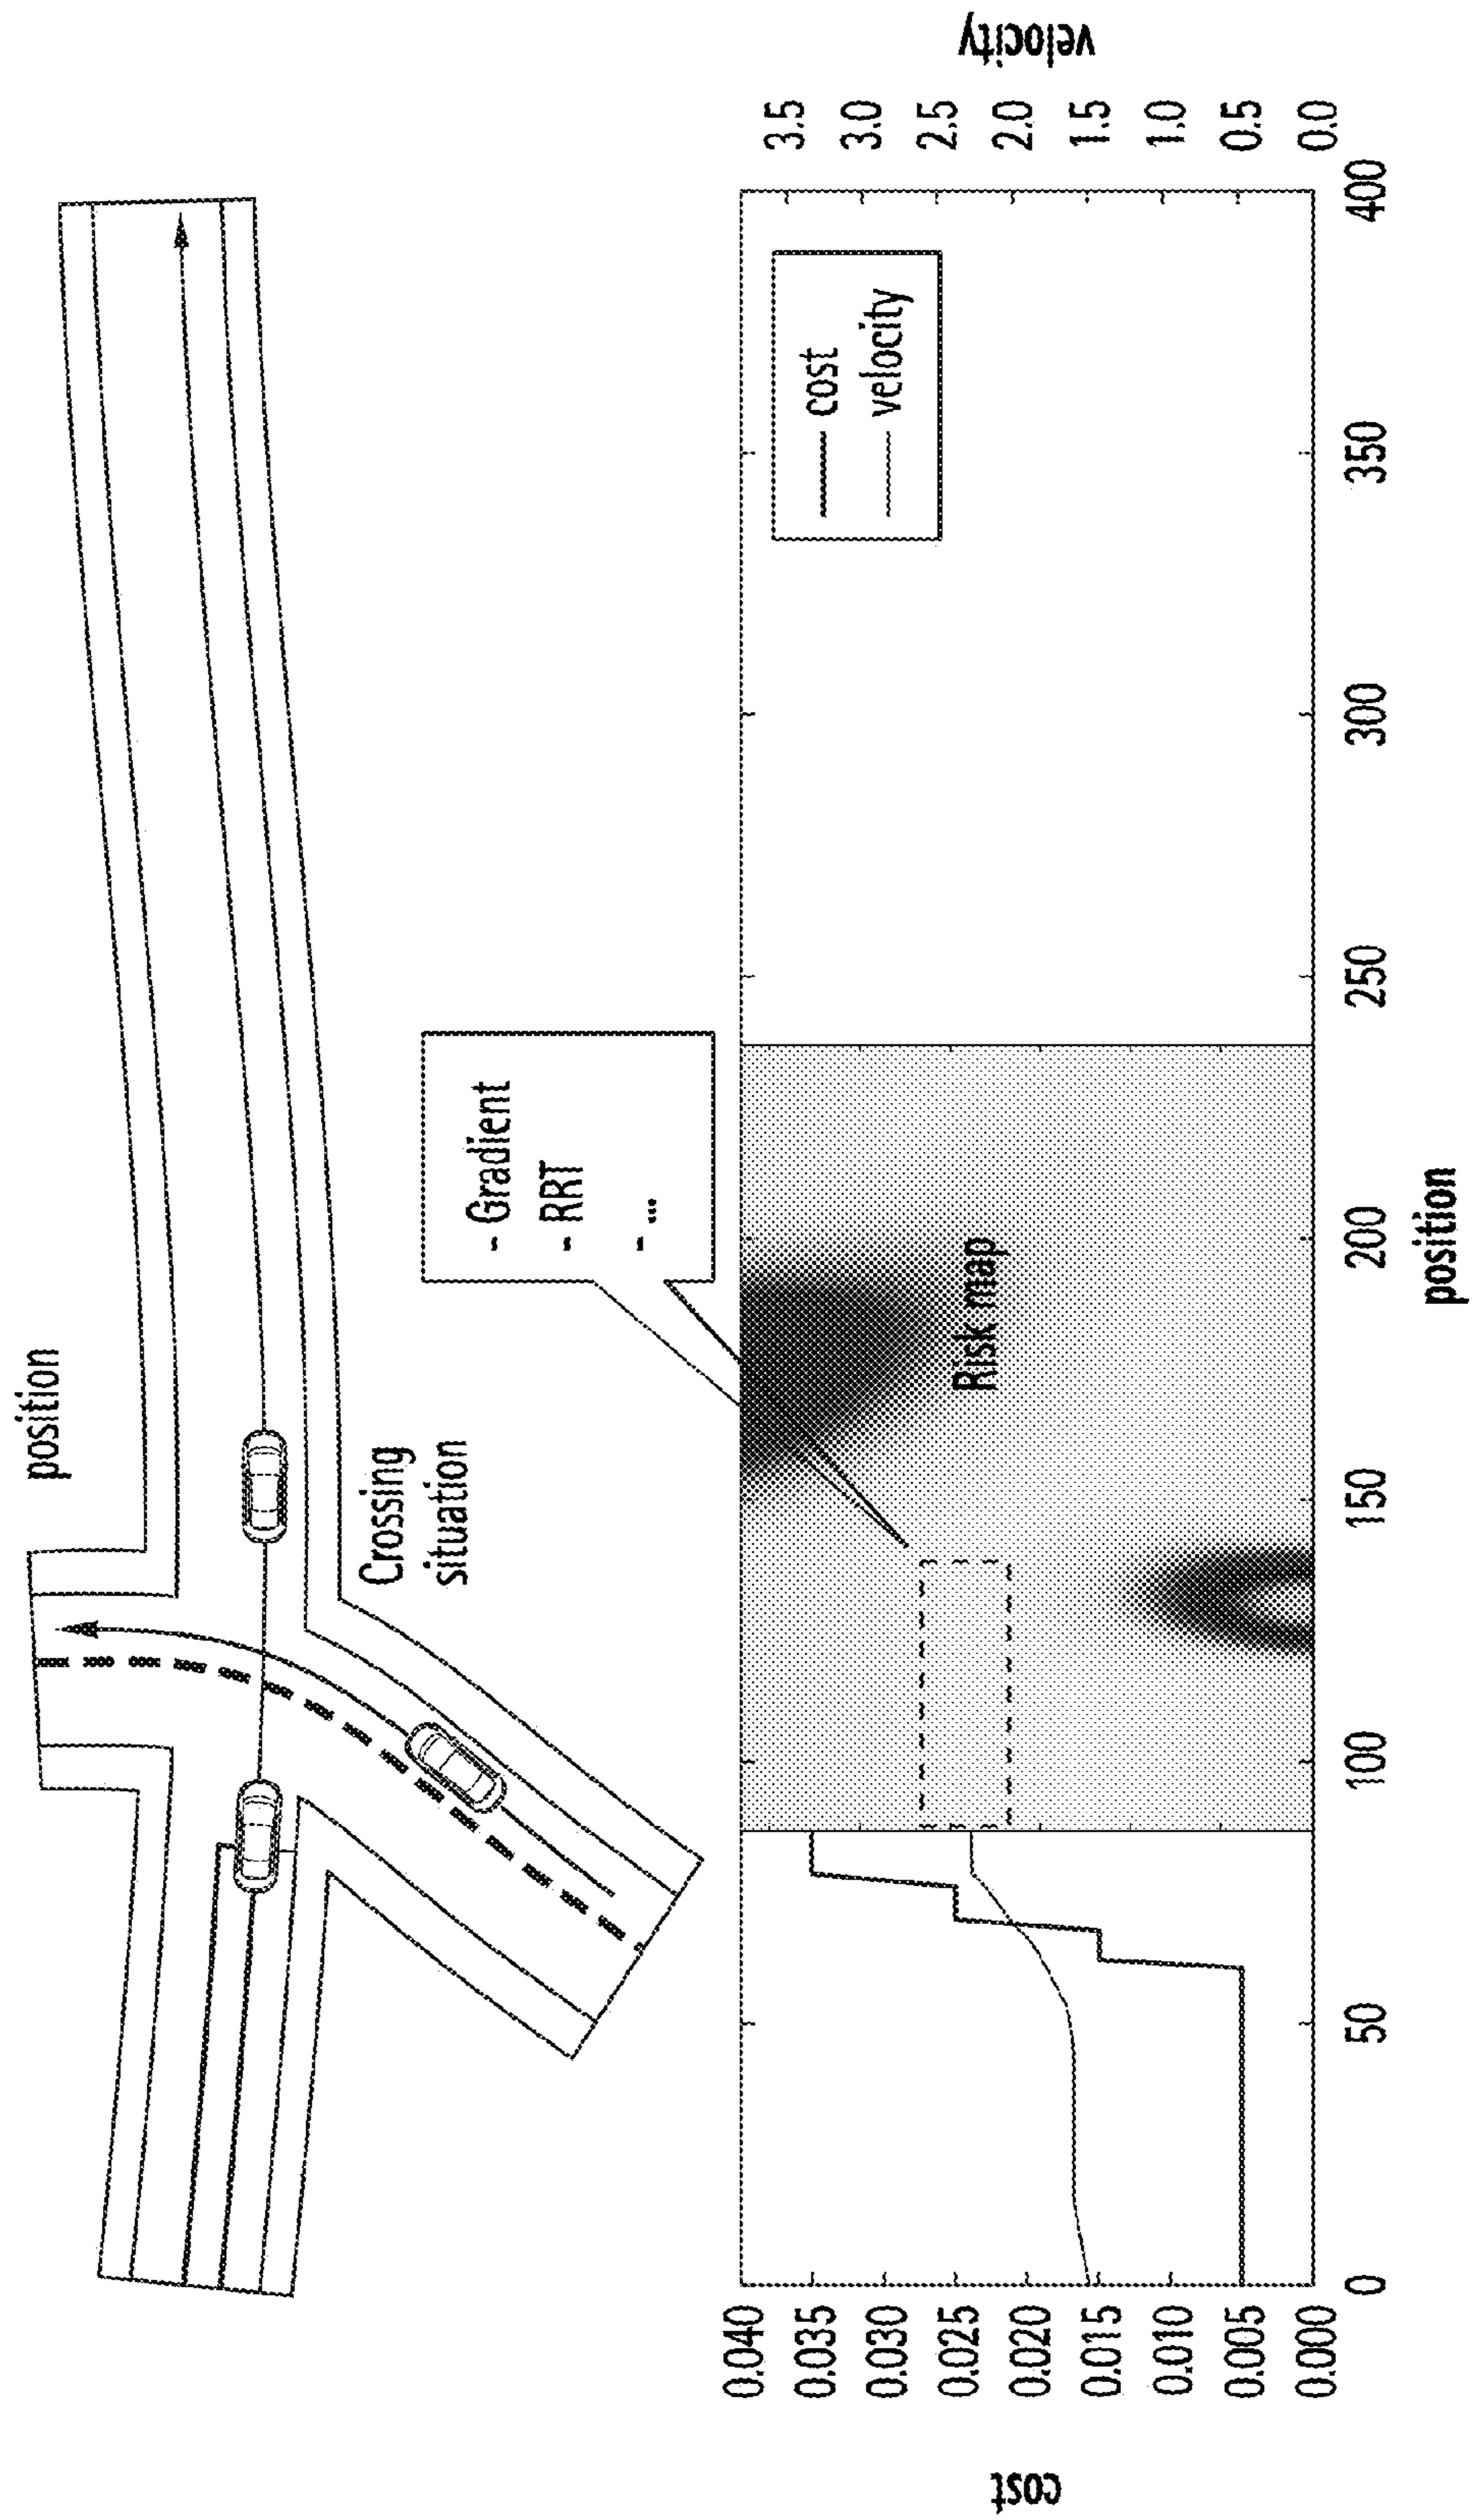 position
Crossing
situation
- Gradient
- RRT
- ...
cost
velocity
Risk map
0.040
0.035
0.030
0.025
0.020
0.015
0.010
0.005
0.000
cost
3.5
3.0
2.5
2.0
1.5
1.0
0.5
0.0
velocity
0
50
100
150
200
250
300
350
400
position